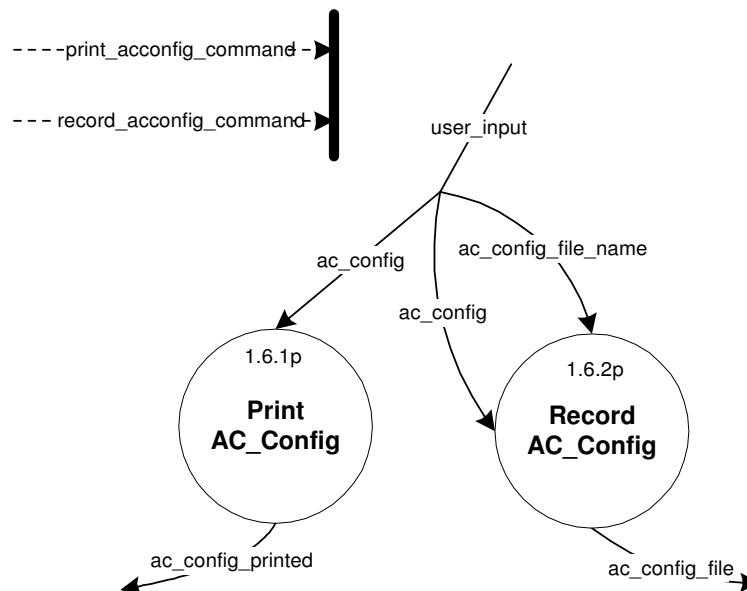 print_acconfig_command
record_acconfig_command
user_input
ac_config
ac_config_file_name
ac_config
1.6.1p
Print
AC_Config
1.6.2p
Record
AC_Config
ac_config_printed
ac_config_file